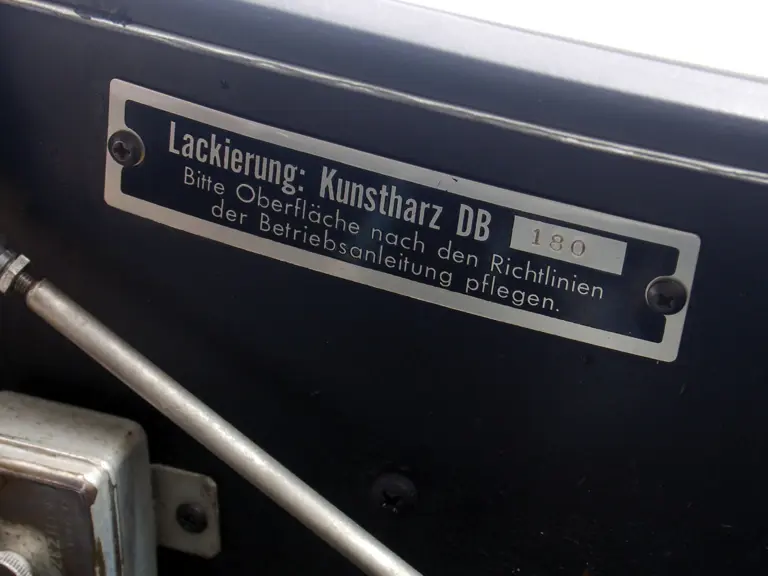 Lackierung: Kunstharz DB 180
Bitte Oberfläche nach den Richtlinien
der Betriebsanleitung pflegen.